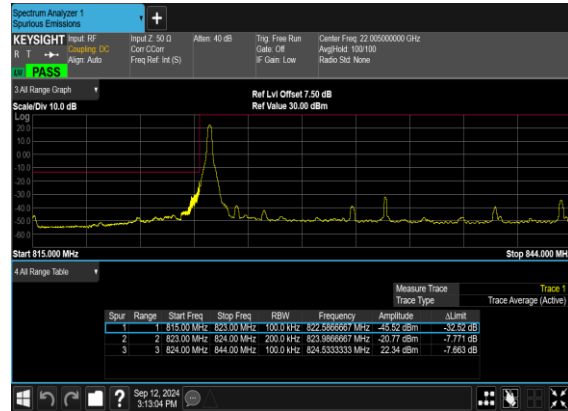 Spectrum Analyzer 1
Spurious Emissions
KEYSIGHT Input: RF Input Z: 50 Ω Atten: 40 dB Trig: Free Run Center Freq: 22.005000000 GHz
R T Coupling: DC Corr CCorr Gate: Off Avg|Hold: 100/100
Align: Auto Freq Ref: Int (S) IF Gain: Low Radio Std: None
PASS
3 All Range Graph
Ref Lvl Offset 7.50 dB
Scale/Div 10.0 dB Ref Value 30.00 dBm
Log
20.0
10.0
0.00
-10.0
-20.0
-30.0
-40.0
-50.0
-60.0
Start 815.000 MHz Stop 844.000 MH
4 All Range Table
Measure Trace Trace 1
Trace Type Trace Average (Active)
Spur Range Start Freq Stop Freq RBW Frequency Amplitude ΔLimit
1 1 815.00 MHz 823.00 MHz 100.0 kHz 822.5866667 MHz -45.52 dBm -32.52 dB
2 2 823.00 MHz 824.00 MHz 200.0 kHz 823.9866667 MHz -20.77 dBm -7.771 dB
3 3 824.00 MHz 844.00 MHz 100.0 kHz 824.5333333 MHz 22.34 dBm -7.663 dB
Sep 12, 2024
3:13:04 PM